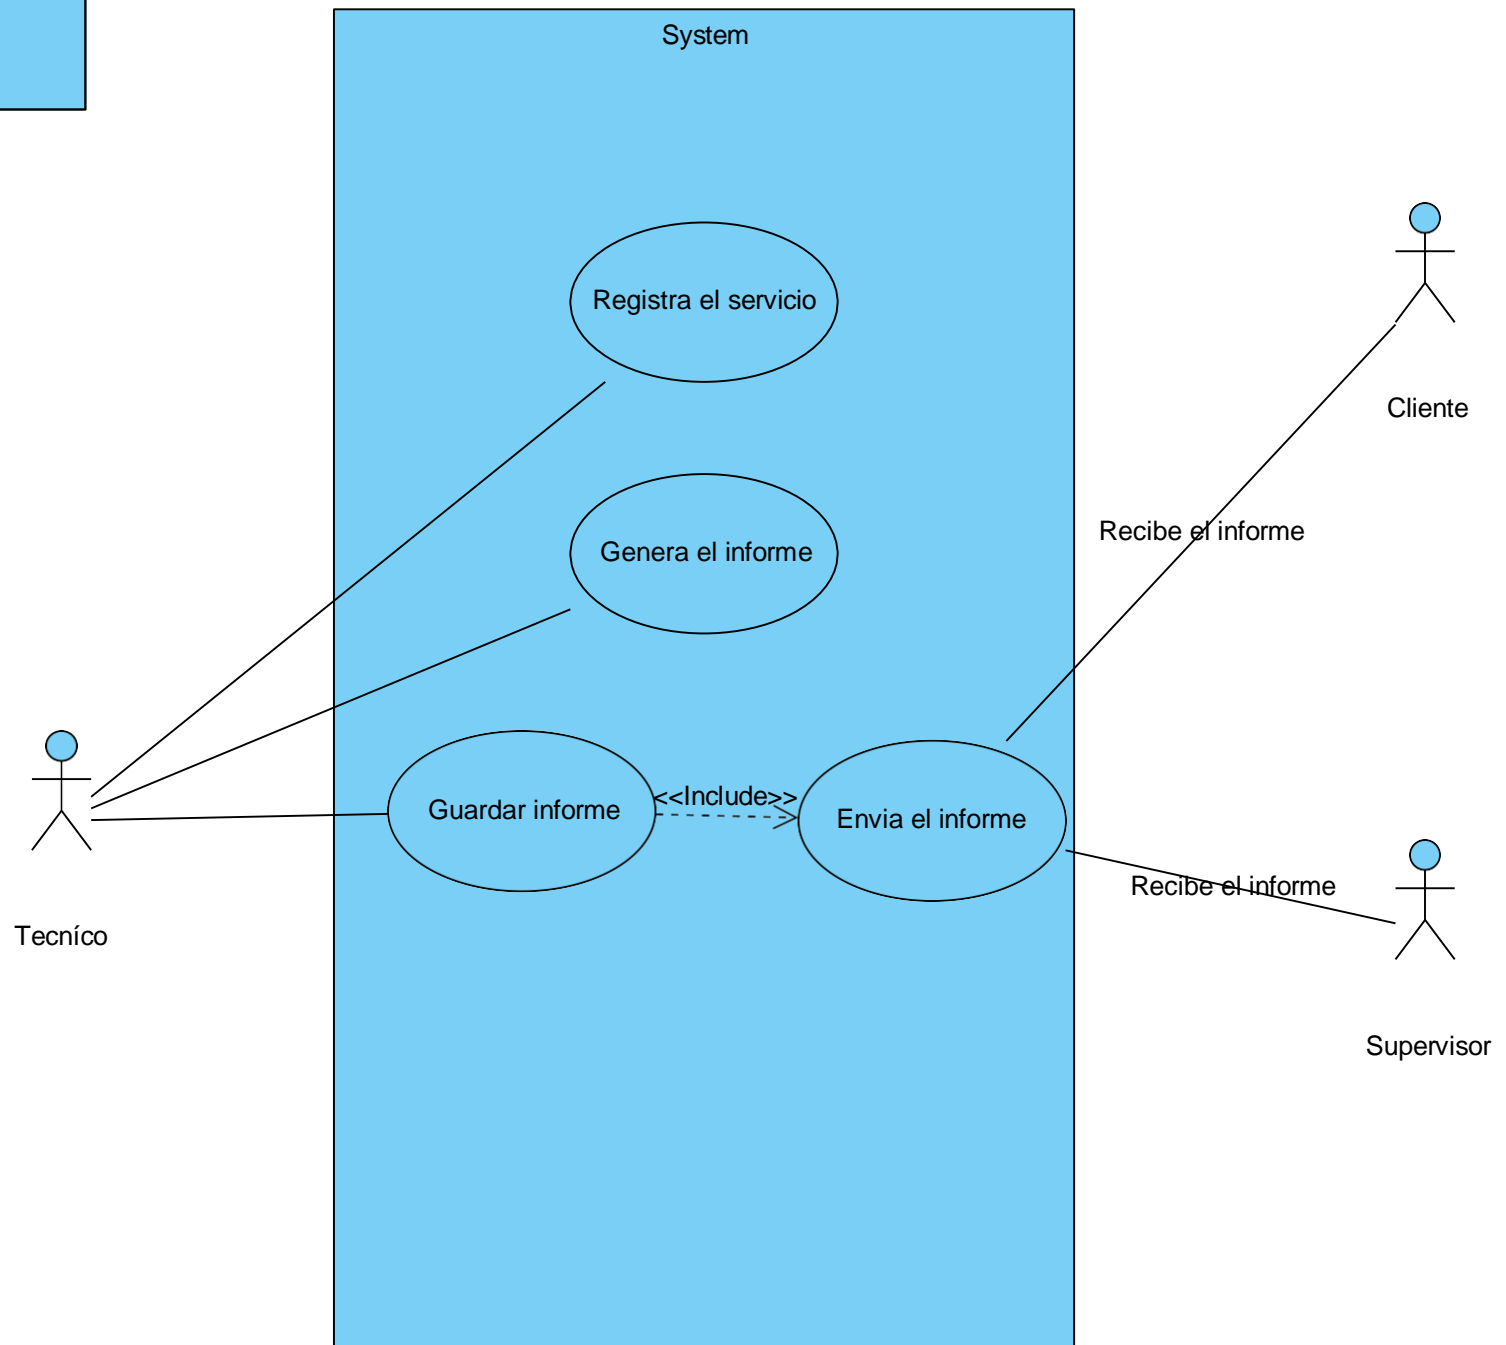 System
Registra el servicio
Cliente
Recibe el informe
Genera el informe
<<Include>>
Guardar informe
Envia el informe
Recibe el informe
Tecníco
Supervisor